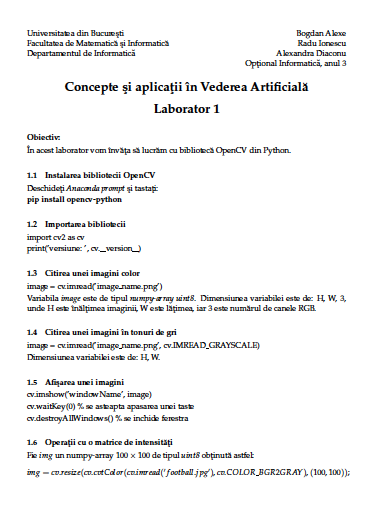 Universitatea din București
Facultatea de Matematică și Informatică
Departamentul de Informatică
Bogdan Alexe
Radu Ionescu
Alexandra Diaconu
Opțional Informatică, anul 3
Concepte și aplicații în Vederea Artificială
Laborator 1
Obiectiv:
În acest laborator vom învăța să lucrăm cu bibliotecă OpenCV din Python.
1.1 Instalarea bibliotecii OpenCV
Deschideți Anaconda prompt și tastați:
pip install opencv-python
1.2 Importarea bibliotecii
import cv2 as cv
print('versiune: ', cv.__version__)
1.3 Citirea unei imagini color
image = cv.imread('image_name.png')
Variabila image este de tipul numpy-array uint8. Dimensiunea variabilei este de: H, W, 3,
unde H este înălțimea imaginii, W este lățimea, iar 3 este numărul de canele RGB.
1.4 Citirea unei imagini în tonuri de gri
image = cv.imread('image_name.png', cv.IMREAD_GRAYSCALE)
Dimensiunea variabilei este de: H, W.
1.5 Afișarea unei imagini
cv.imshow('windowName', image)
cv.waitKey(0) % se asteapta apasarea unei taste
cv.destroyAllWindows() % se inchide ferestra
1.6 Operații cu o matrice de intensități
Fie img un numpy-array 100 × 100 de tipul uint8 obținută astfel:
img = cv.resize(cv.cvtColor(cv.imread('football.jpg'), cv.COLOR_BGR2GRAY), (100, 100));